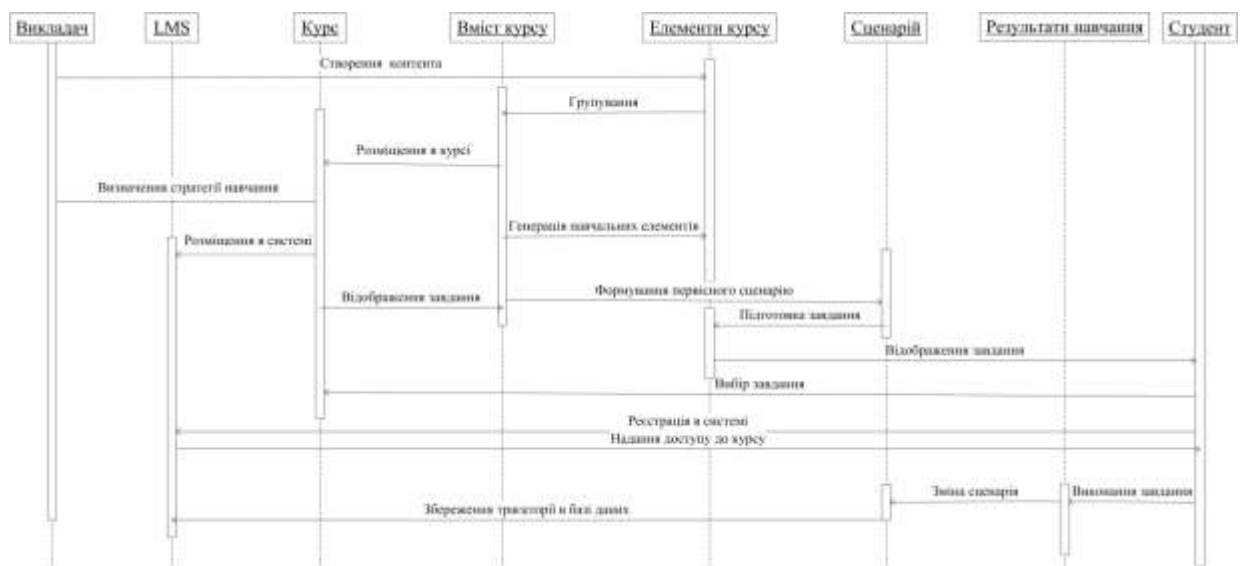 Викладач
LMS
Курс
Вміст курсу
Елементи курсу
Сценарій
Результати навчання
Студент
Створення контента
Групування
Розміщення в курсі
Визначення стратегії навчання
Генерація навчальних елементів
Розміщення в системі
Формування первісного сценарію
Відображення завдання
Підготовка завдання
Відображення завдання
Вибір завдання
Реєстрація в системі
Надання доступу до курсу
Зміна сценарія
Виконання завдання
Збереження траєкторії в базі даних